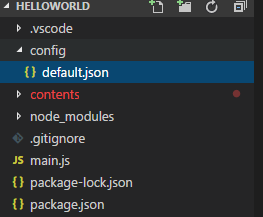 HELLOWORLD
.vscode
config
{ } default.json
contents
node_modules
.gitignore
JS main.js
{ } package-lock.json
{ } package.json